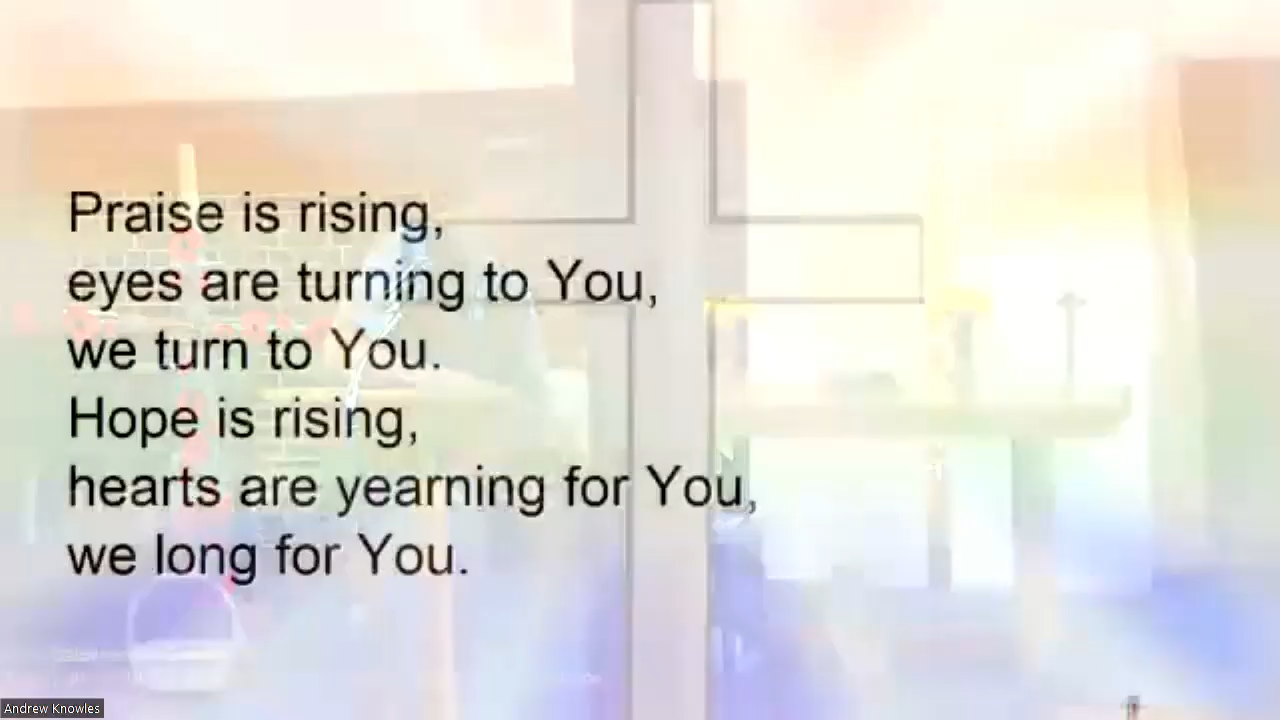 Praise is rising,
eyes are turning to You,
we turn to You.
Hope is rising,
hearts are yearning for You,
we long for You.
Andrew Knowles